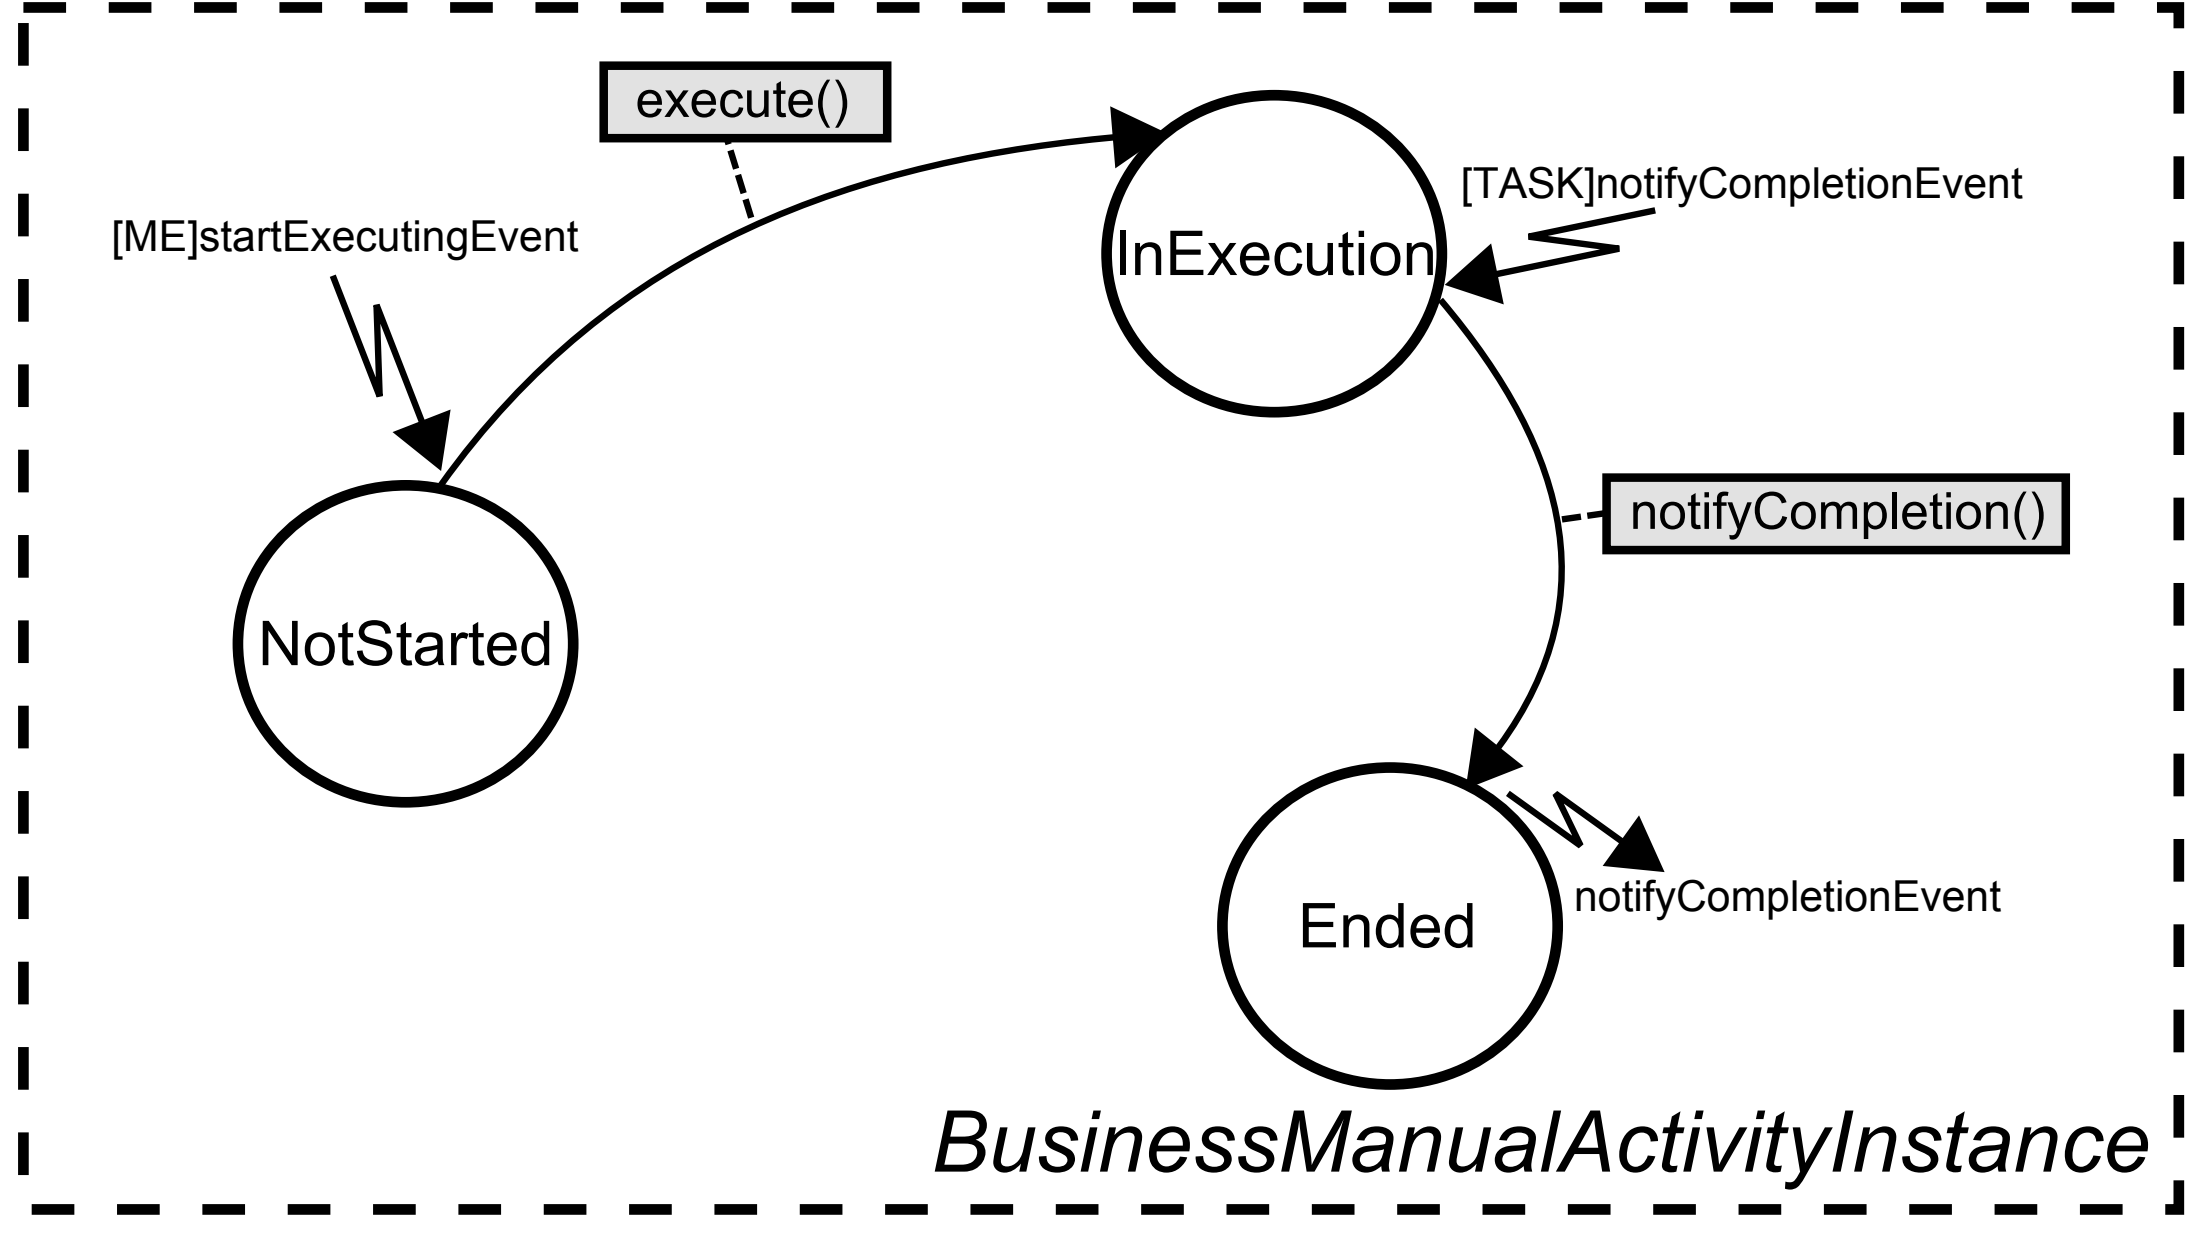 execute()
[TASK]notifyCompletionEvent
[ME]startExecutingEvent
InExecution
notifyCompletion()
NotStarted
notifyCompletionEvent
Ended
BusinessManualActivityInstance